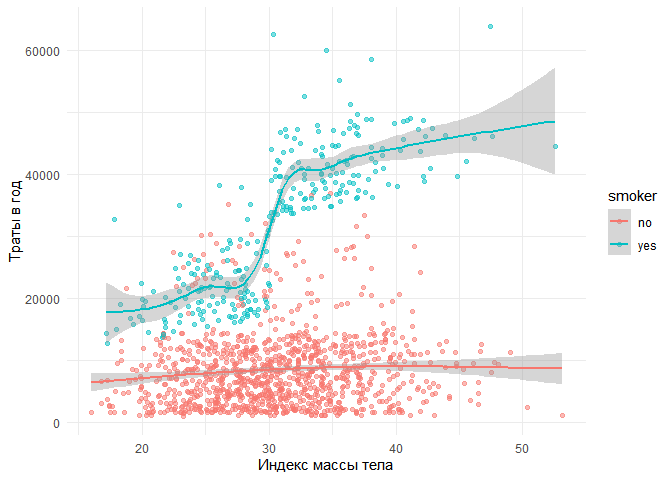 60000
40000
20000
0
Траты в год
20
30
40
50
Индекс массы тела
smoker
no
yes